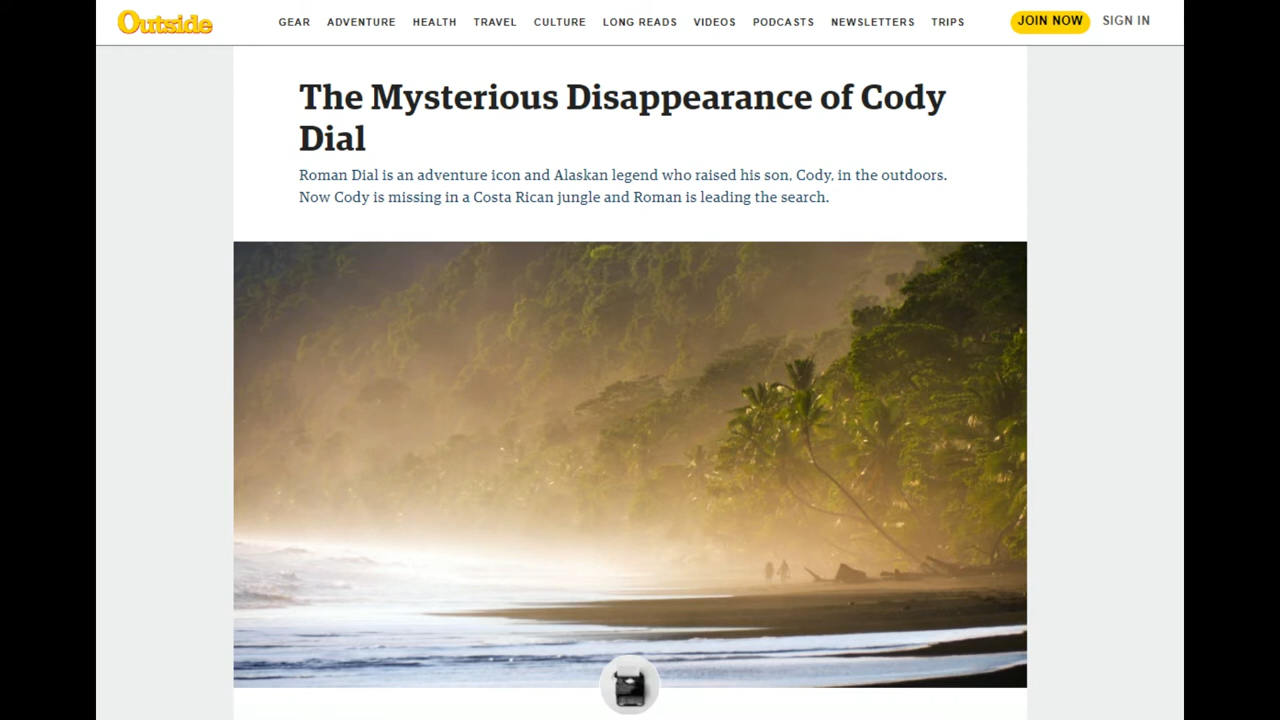 Outside
GEAR ADVENTURE HEALTH TRAVEL CULTURE LONG READS VIDEOS PODCASTS NEWSLETTERS TRIPS JOIN NOW SIGN IN
The Mysterious Disappearance of Cody
Dial
Roman Dial is an adventure icon and Alaskan legend who raised his son, Cody, in the outdoors.
Now Cody is missing in a Costa Rican jungle and Roman is leading the search.